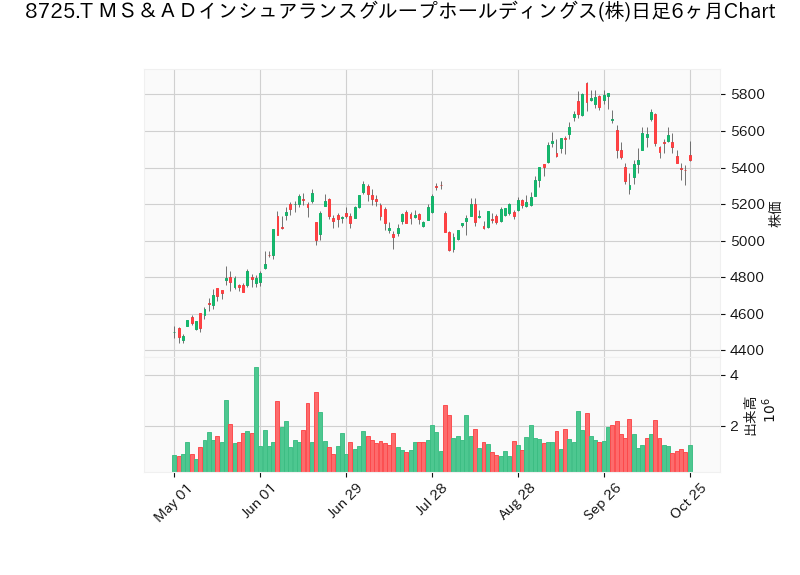 8725.T ＭＳ＆ＡＤインシュアランスグループホールディングス(株)日足6ヶ月Chart
5800
5600
5400
5200
5000
4800
4600
4400
株価
4
2
出来高
10⁶
May 01
Jun 01
Jun 29
Jul 28
Aug 28
Sep 26
Oct 25